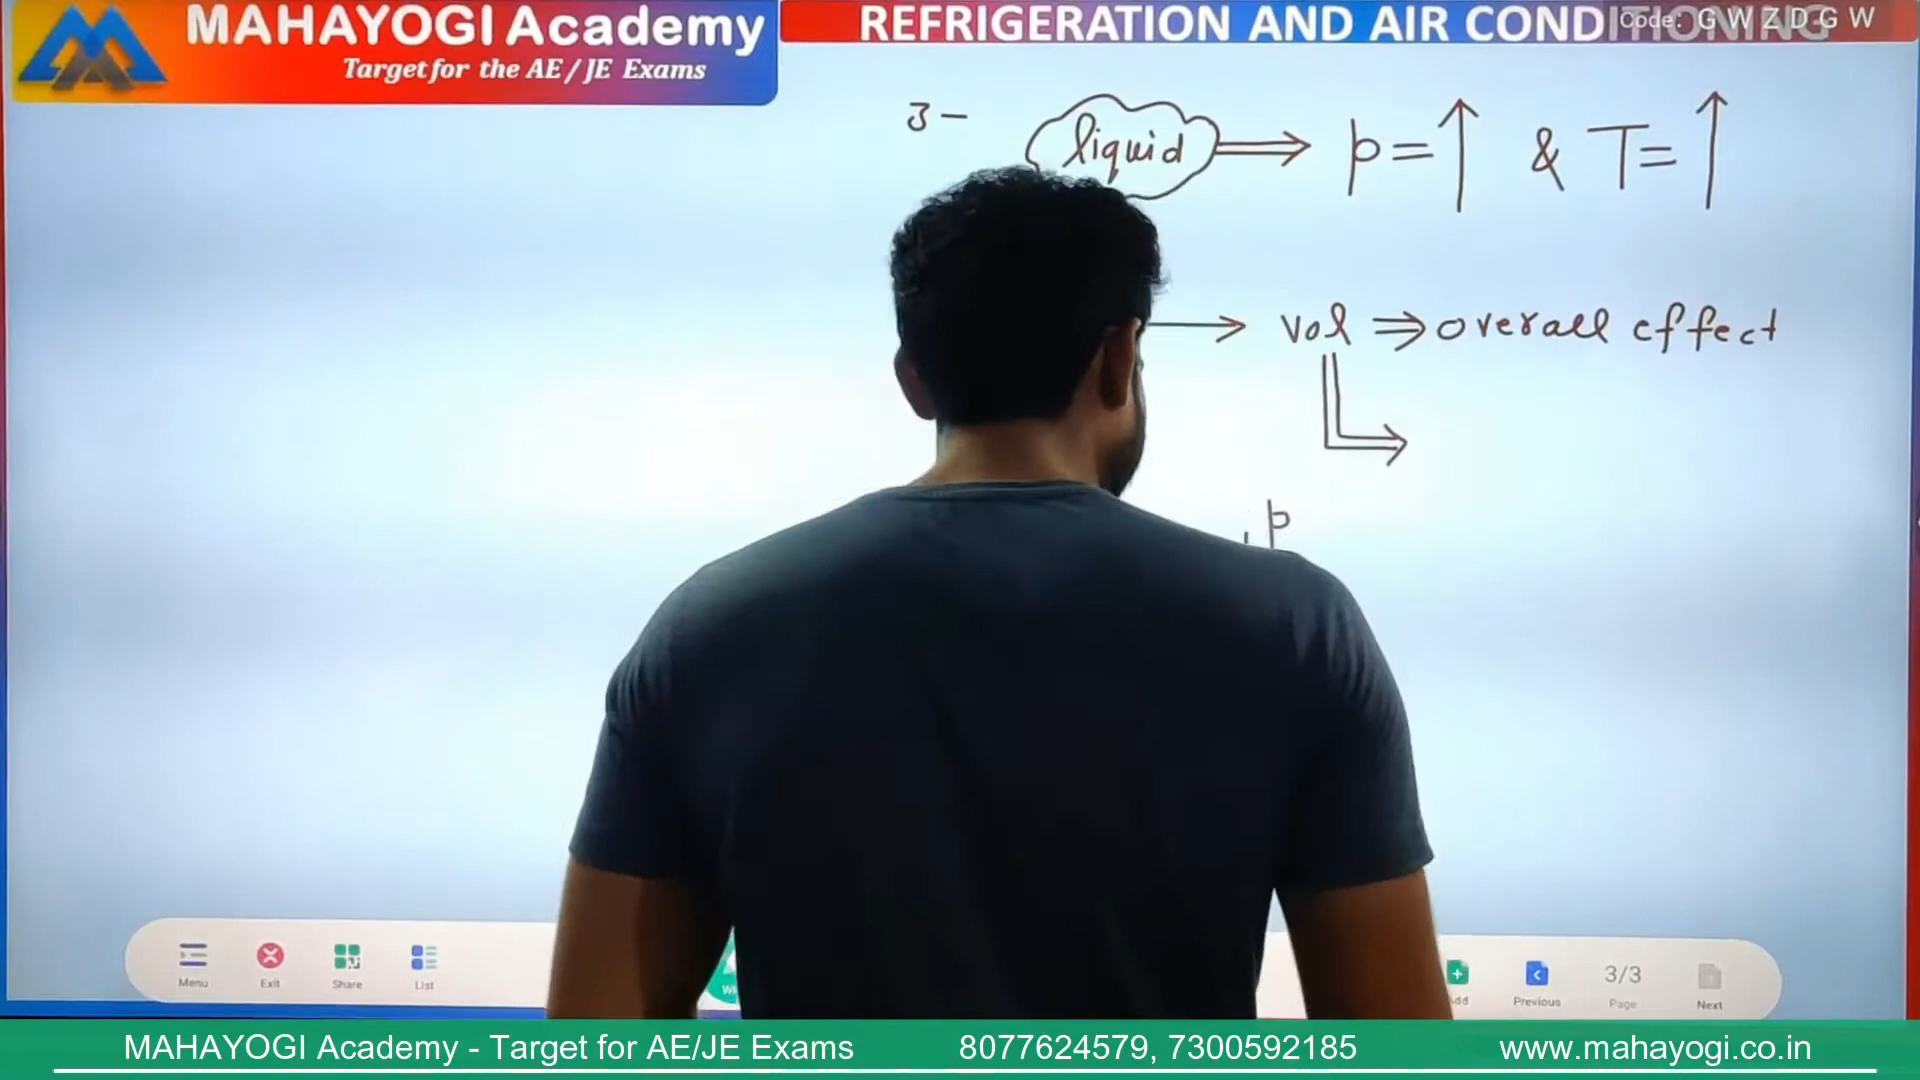 MAHAYOGI Academy
Target for the AE / JE Exams
REFRIGERATION AND AIR CONDITIONING
Code: G W Z D G W
3 - liquid ⇒ p = ↑ & T = ↑
→ vol ⇒ overall effect
p
Menu Exit Share List
Add Previous 3/3 Page Next
MAHAYOGI Academy - Target for AE/JE Exams 8077624579, 7300592185 www.mahayogi.co.in